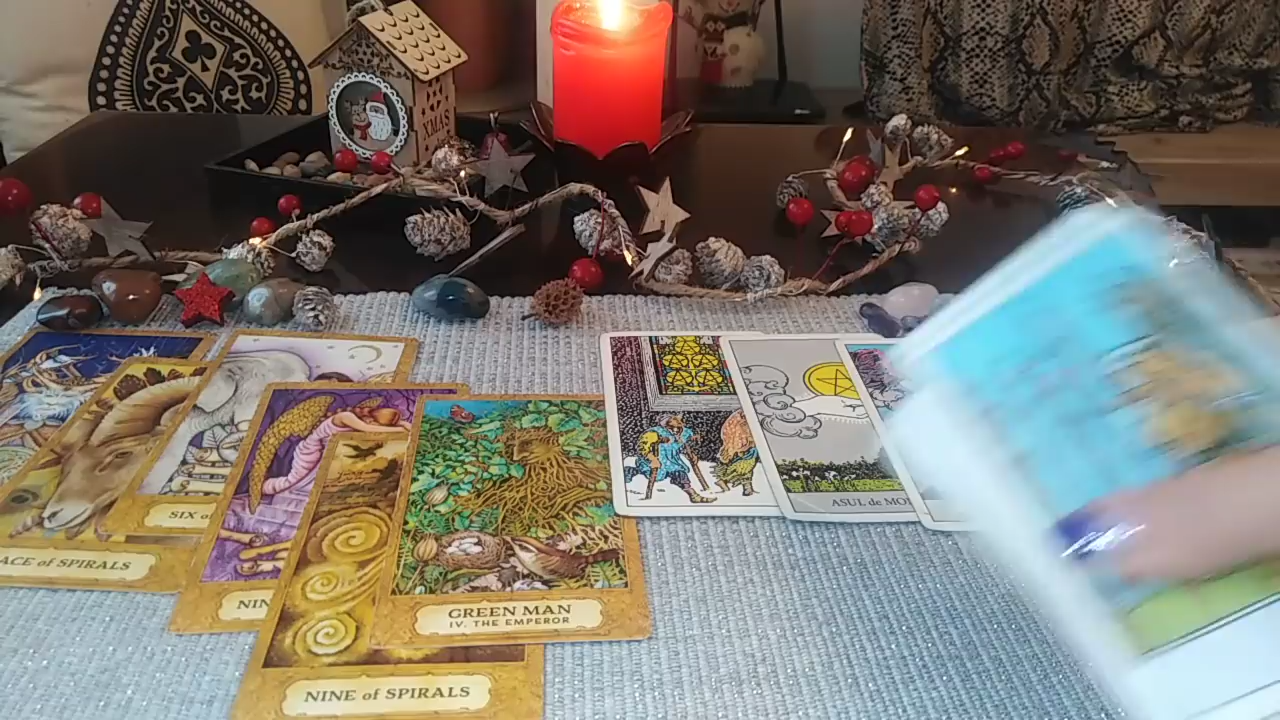 XMAS
ACE of SPIRALS
SIX o
NIN
GREEN MAN
IV. THE EMPEROR
NINE of SPIRALS
ASUL de MO